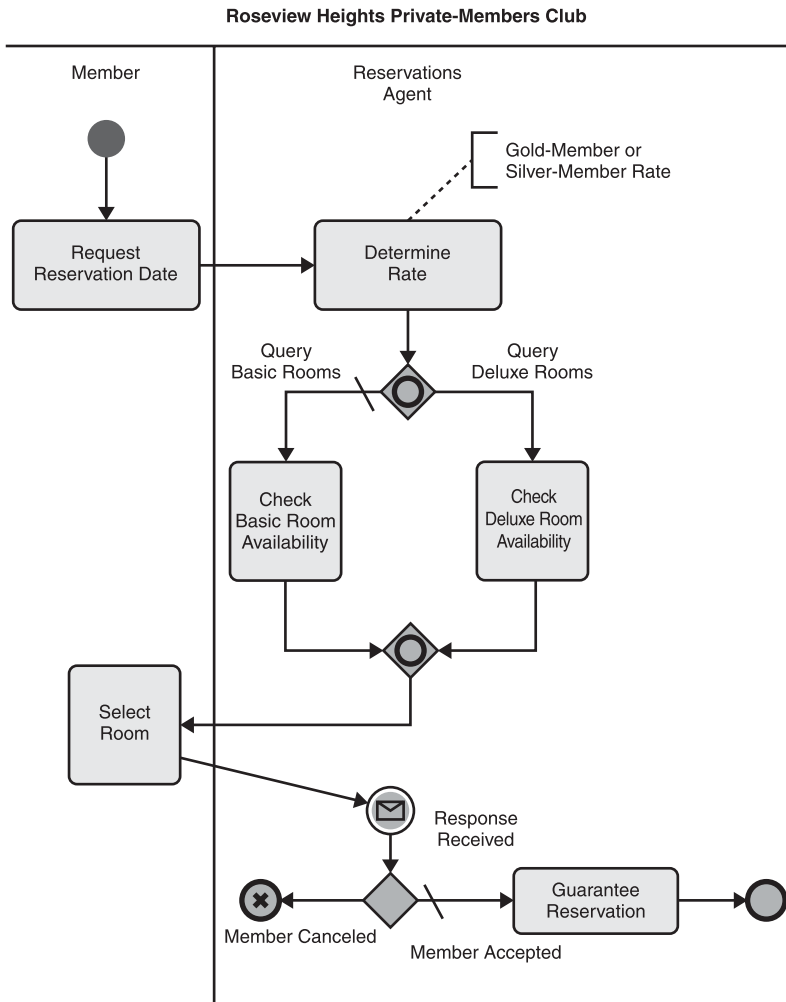 Roseview Heights Private-Members Club
Member
Reservations
Agent
Gold-Member or
Silver-Member Rate
Request
Reservation Date
Determine
Rate
Query
Basic Rooms
Query
Deluxe Rooms
Check
Basic Room
Availability
Check
Deluxe Room
Availability
Select
Room
Response
Received
Guarantee
Reservation
Member Canceled
Member Accepted